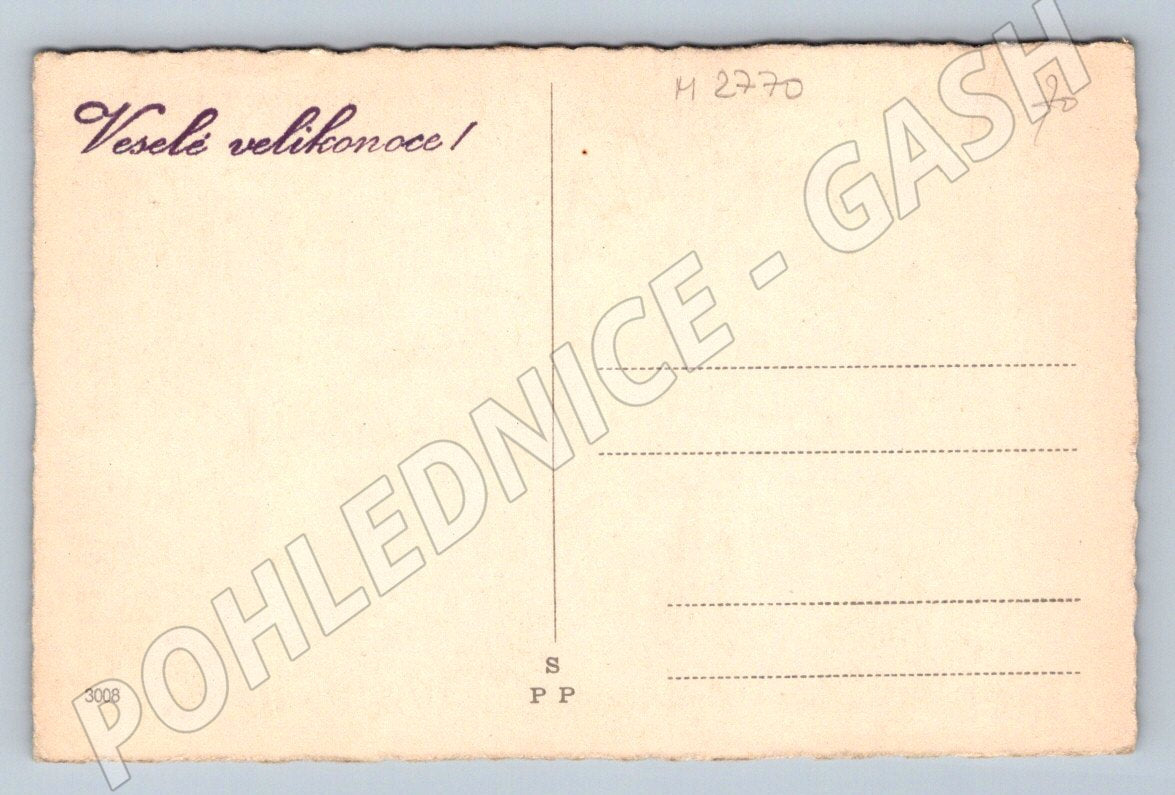 Veselé velikonoce!
M 2770
3008
S
P P
POHLEDNICE - GASH